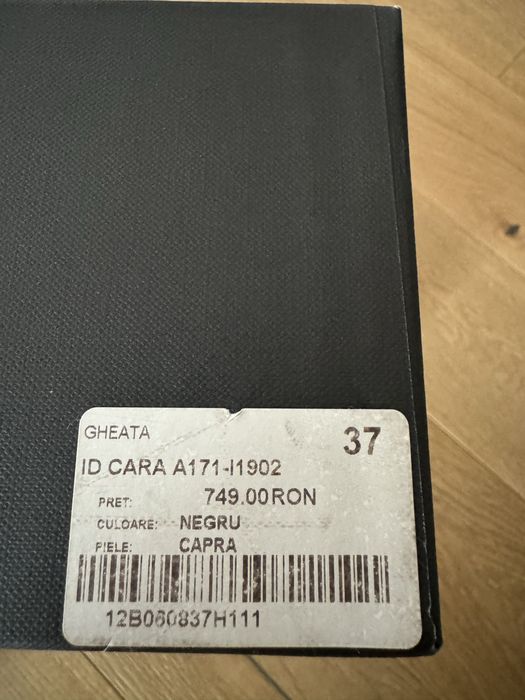 GHEATA 37
ID CARA A171-I1902
PRET: 749.00RON
CULOARE: NEGRU
PIELE: CAPRA
12B060837H111